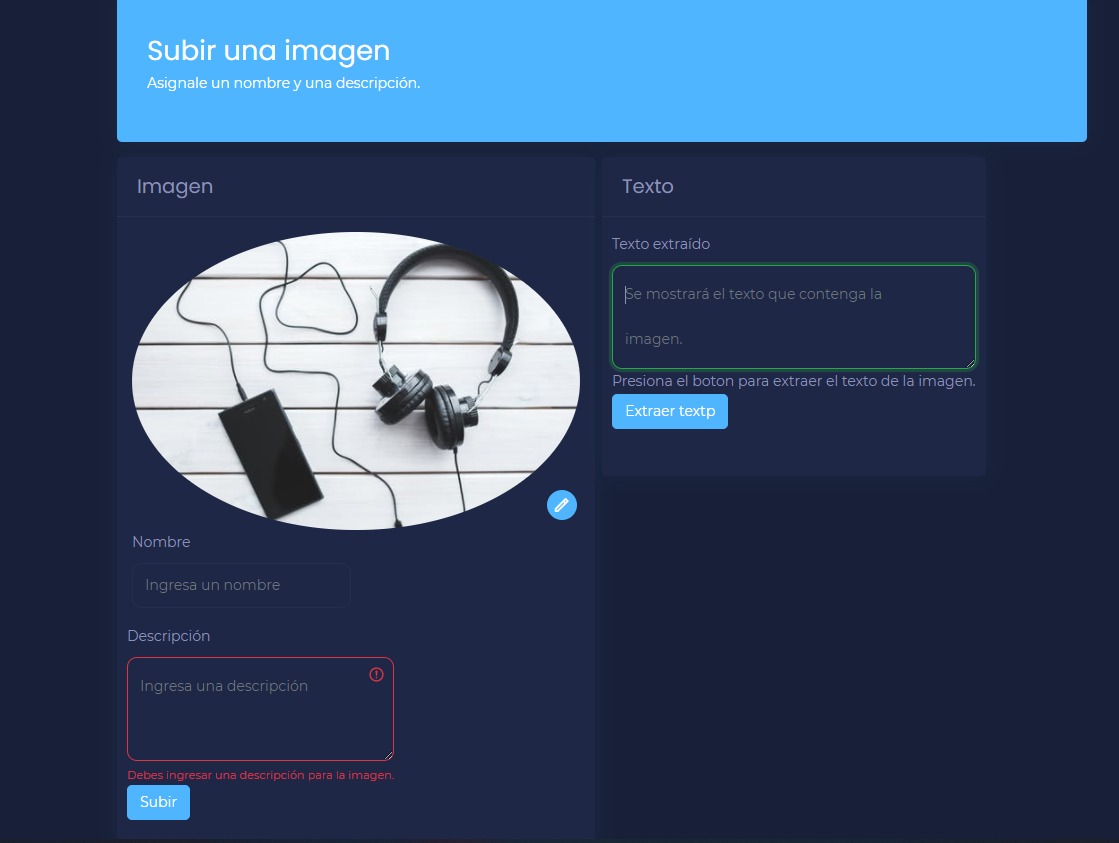 Subir una imagen
Asignale un nombre y una descripción.
Imagen
Nombre
Ingresa un nombre
Descripción
Ingresa una descripción
Debes ingresar una descripción para la imagen.
Subir
Texto
Texto extraído
Se mostrará el texto que contenga la
imagen.
Presiona el boton para extraer el texto de la imagen.
Extraer textp